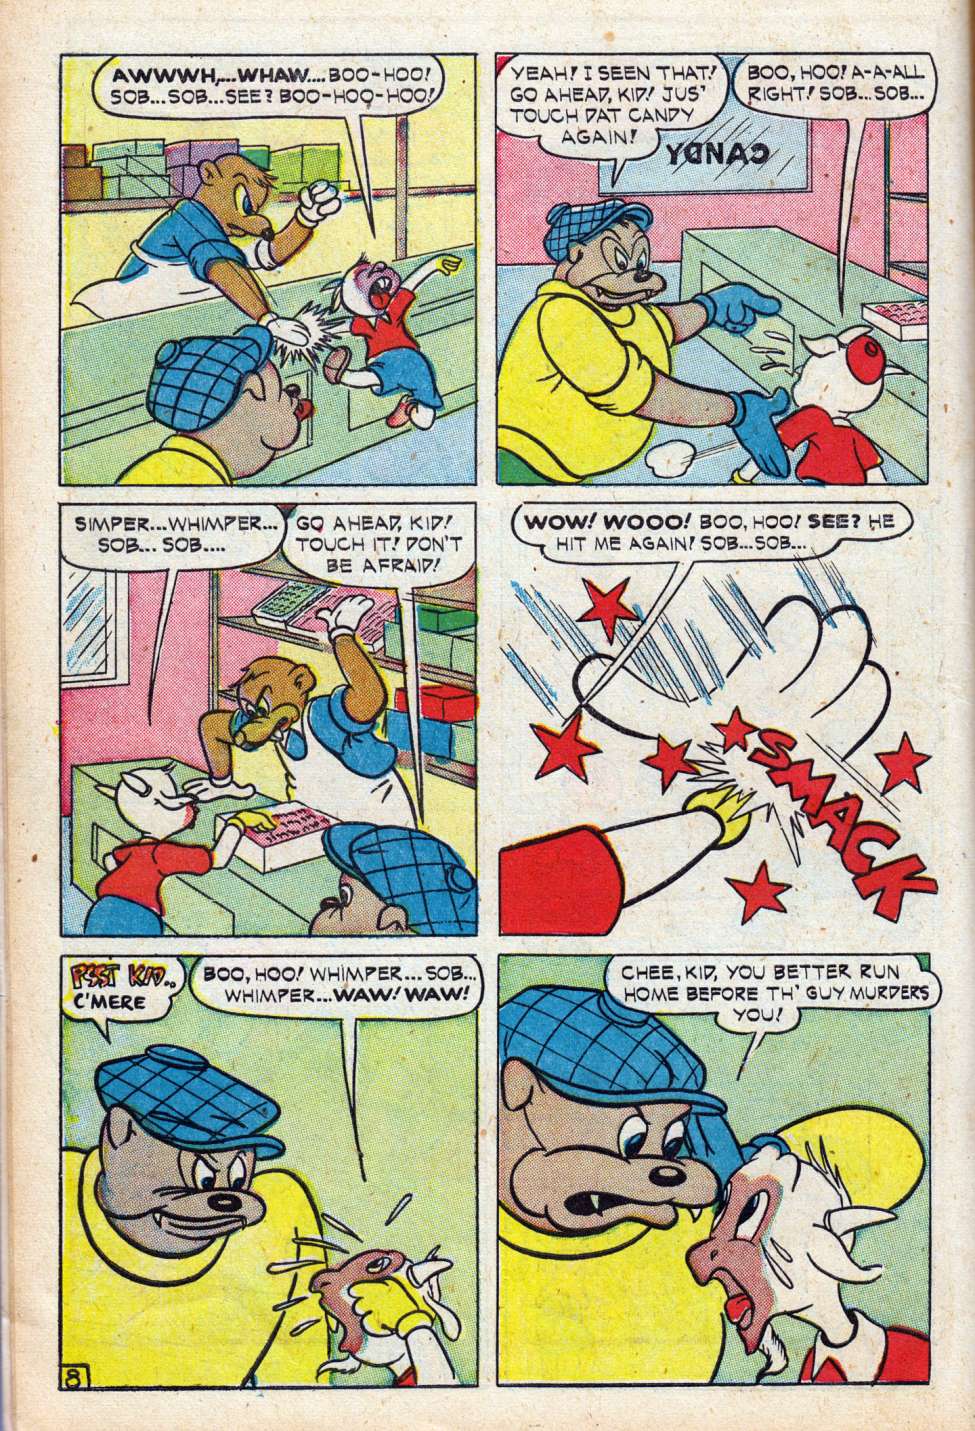 AWWWH,...WHAW....BOO-HOO!
SOB...SOB...SEE? BOO-HOO-HOO!
YEAH! I SEEN THAT!
GO AHEAD, KID! JUS'
TOUCH DAT CANDY
AGAIN!
BOO, HOO! A-A-ALL
RIGHT! SOB...SOB...
CANDY
SIMPER...WHIMPER...
SOB... SOB....
GO AHEAD, KID!
TOUCH IT! DON'T
BE AFRAID!
WOW! WOOO! BOO, HOO! SEE? HE
HIT ME AGAIN! SOB...SOB...
SMACK
PSST KID..,
C'MERE
BOO, HOO! WHIMPER... SOB...
WHIMPER...WAW! WAW!
CHEE, KID, YOU BETTER RUN
HOME BEFORE TH' GUY MURDERS
YOU!
8